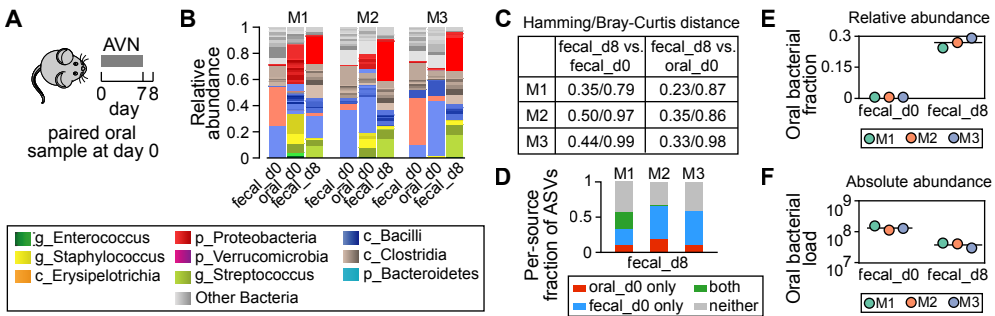 A
AVN
0
7
8
day
paired oral
sample at day 0
B
M1
M2
M3
Relative
abundance
1
0.8
0.6
0.4
0.2
0
fecal_d0
oral_d0
fecal_d8
fecal_d0
oral_d0
fecal_d8
fecal_d0
oral_d0
fecal_d8
g_Enterococcus
g_Staphylococcus
c_Erysipelotrichia
p_Proteobacteria
p_Verrucomicrobia
g_Streptococcus
Other Bacteria
c_Bacilli
c_Clostridia
p_Bacteroidetes
C
Hamming/Bray-Curtis distance
fecal_d8 vs. fecal_d8 vs.
fecal_d0 oral_d0
M1 0.35/0.79 0.23/0.87
M2 0.50/0.97 0.35/0.86
M3 0.44/0.99 0.33/0.98
D
M1 M2 M3
Per-source
fraction of ASVs
1
0.5
0
fecal_d8
oral_d0 only
both
fecal_d0 only
neither
E
Relative abundance
Oral bacterial
fraction
0.3
0.15
0
fecal_d0
fecal_d8
M1 M2 M3
F
Absolute abundance
Oral bacterial
load
10⁹
10⁸
10⁷
fecal_d0
fecal_d8
M1 M2 M3